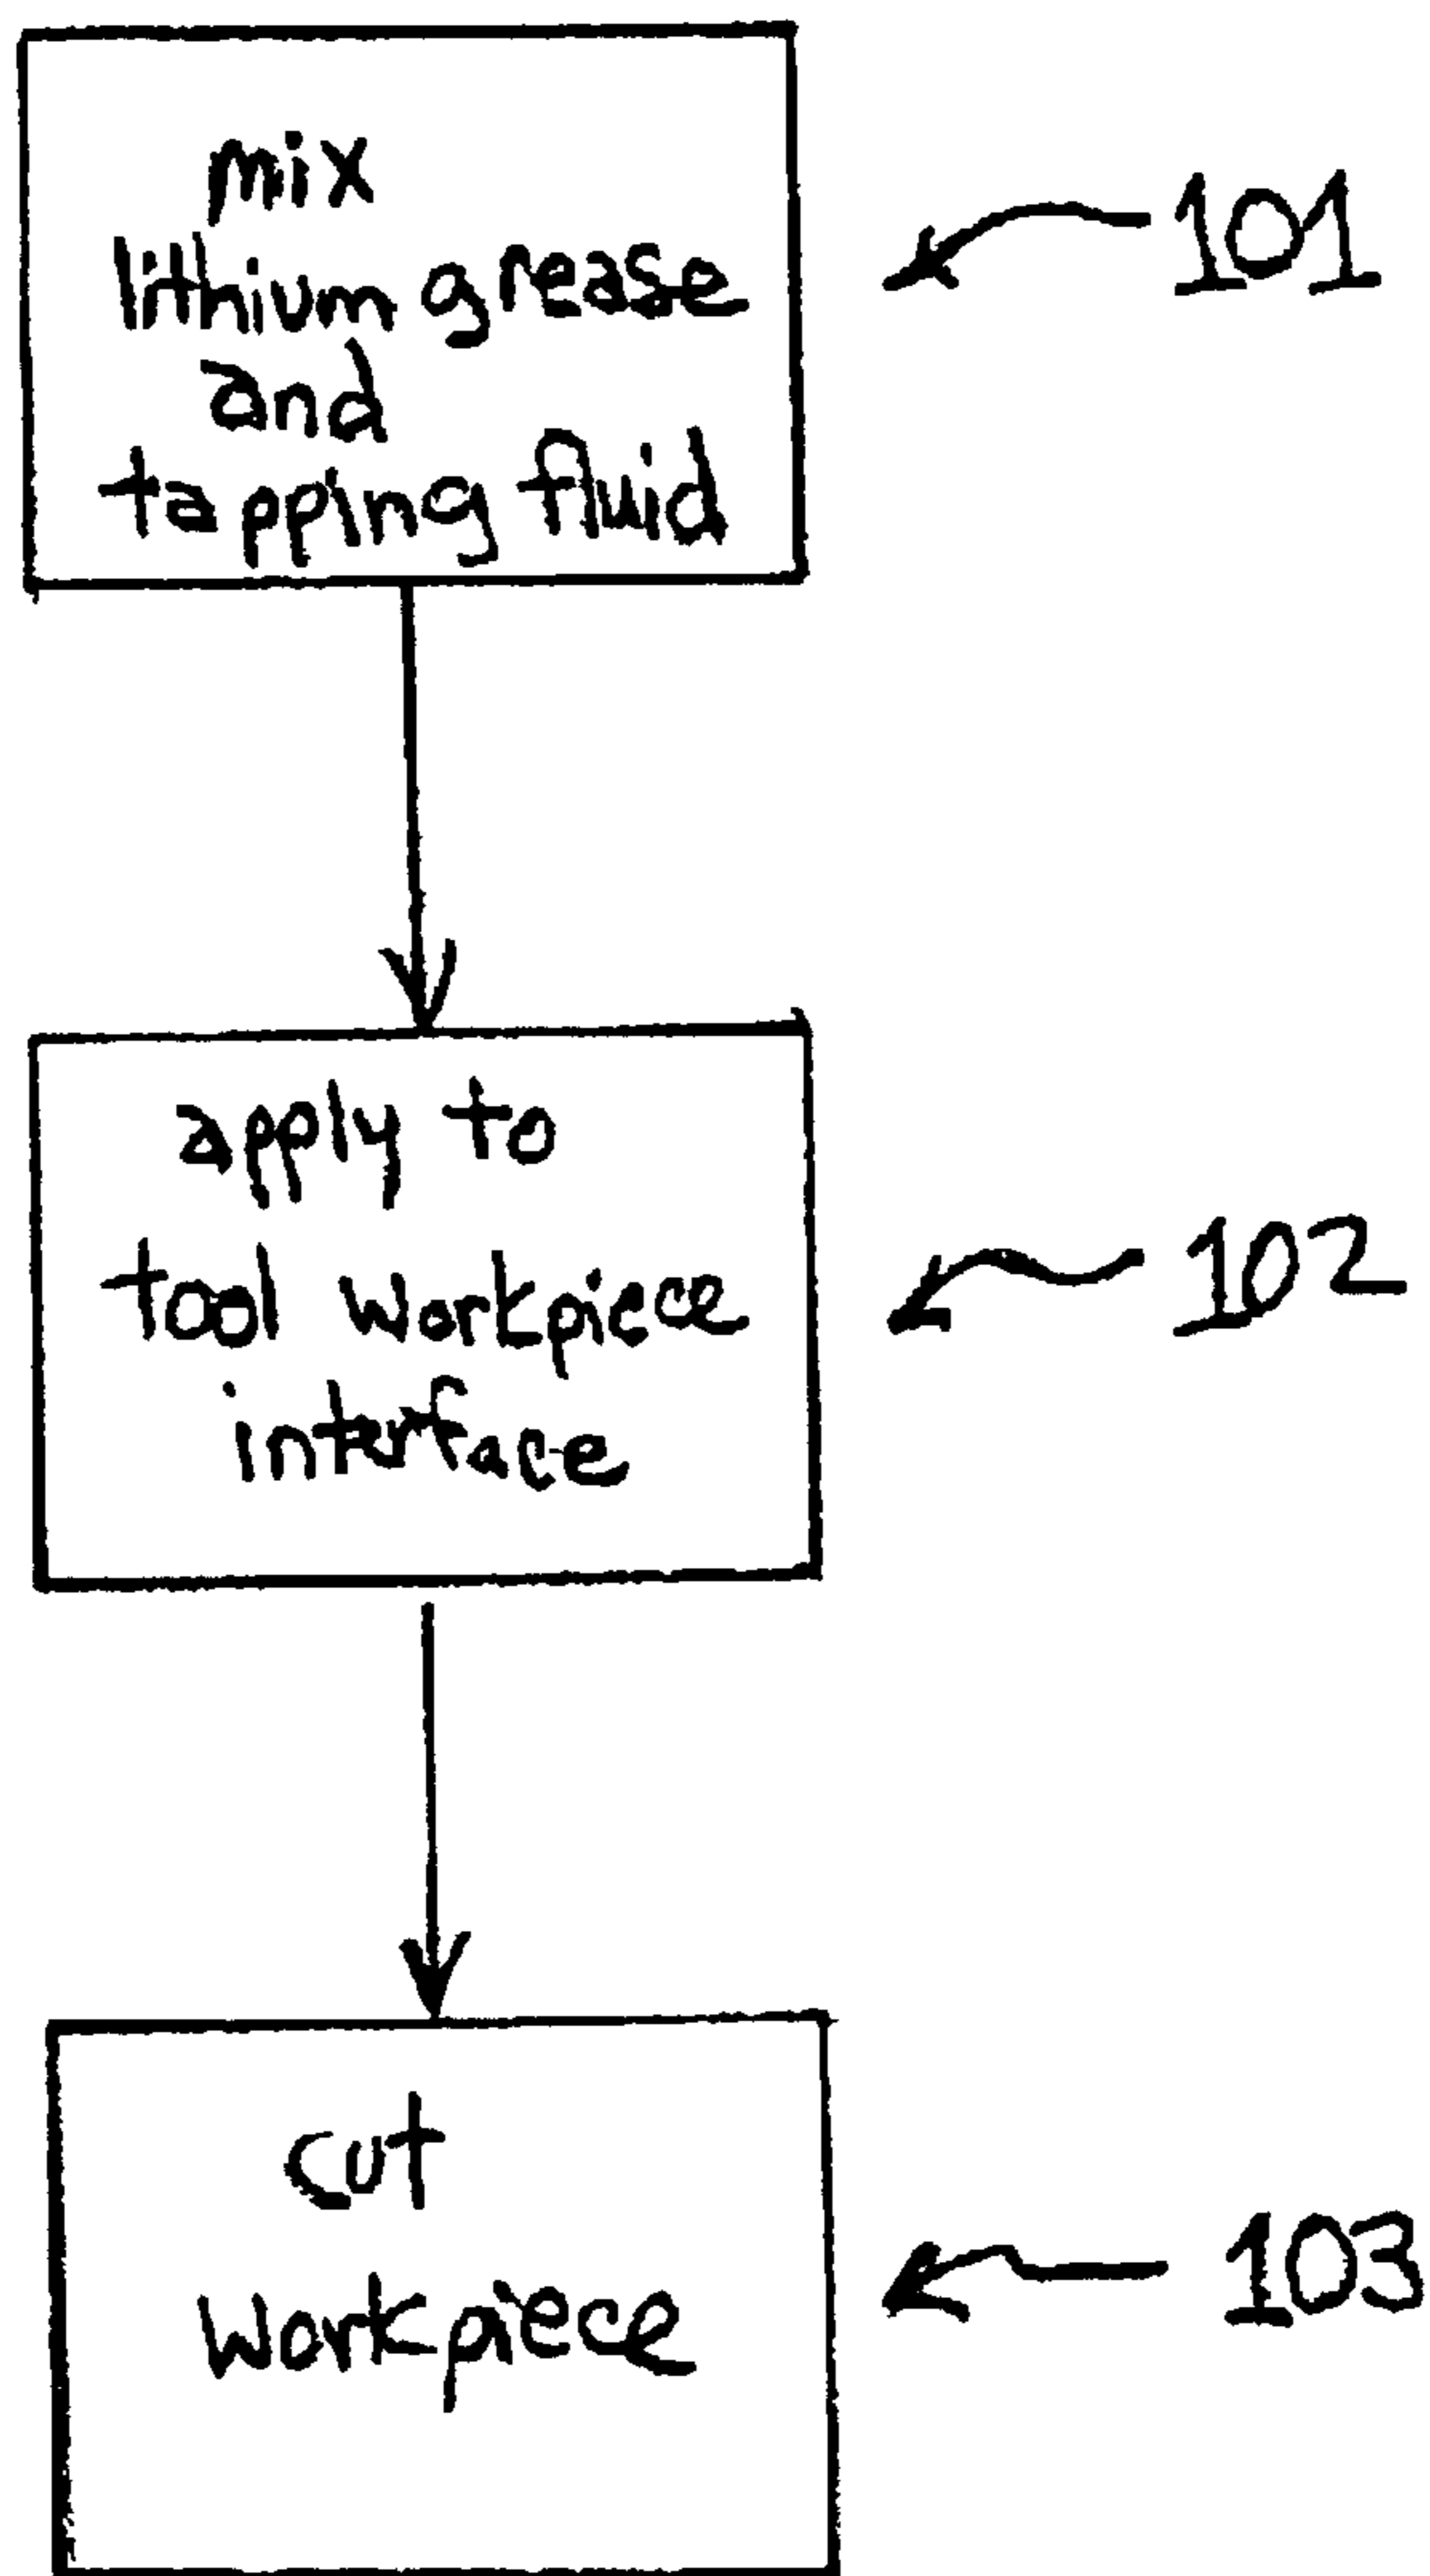 mix
lithium grease
and
tapping fluid
101
apply to
tool workpiece
interface
102
cut
workpiece
103